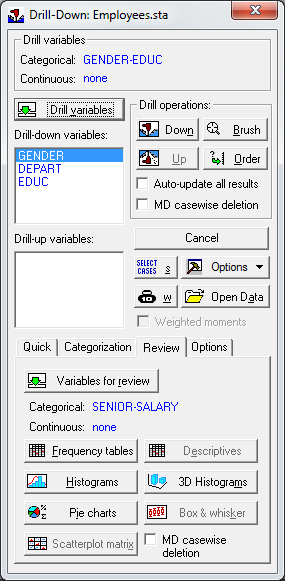 Drill-Down: Employees.sta
Drill variables
Categorical: GENDER-EDUC
Continuous: none
Drill variables
Drill-down variables:
GENDER
DEPART
EDUC
Drill operations:
Down
Brush
Up
Order
Auto-update all results
MD casewise deletion
Drill-up variables:
Cancel
SELECT CASES S
Options
W
Open Data
Weighted moments
Quick Categorization Review Options
Variables for review
Categorical: SENIOR-SALARY
Continuous: none
Frequency tables Descriptives
Histograms 3D Histograms
Pie charts Box & whisker
Scatterplot matrix MD casewise
deletion